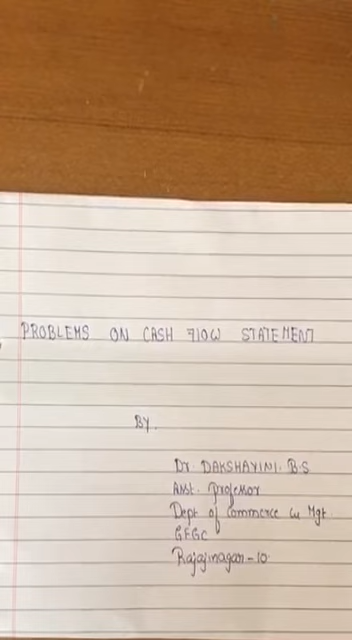 PROBLEMS ON CASH FLOW STATEMENT
BY.
Dr. DAKSHAYINI. B.S
Asst. Professor
Dept of Commerce & Mgt.
GFGC
Rajajinagar-10